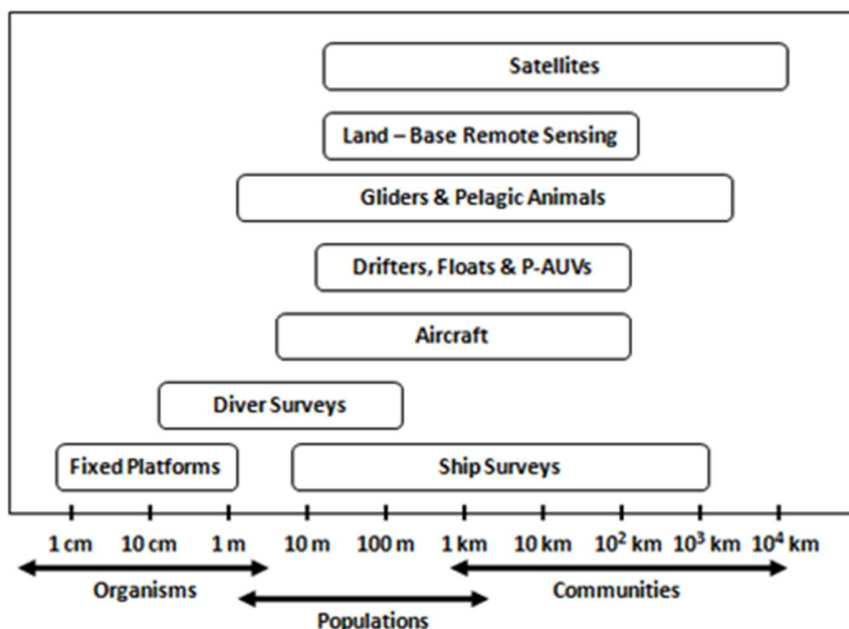 Satellites
Land – Base Remote Sensing
Gliders & Pelagic Animals
Drifters, Floats & P-AUVs
Aircraft
Diver Surveys
Fixed Platforms Ship Surveys
1 cm 10 cm 1 m 10 m 100 m 1 km 10 km 10² km 10³ km 10⁴ km
Organisms Communities
Populations